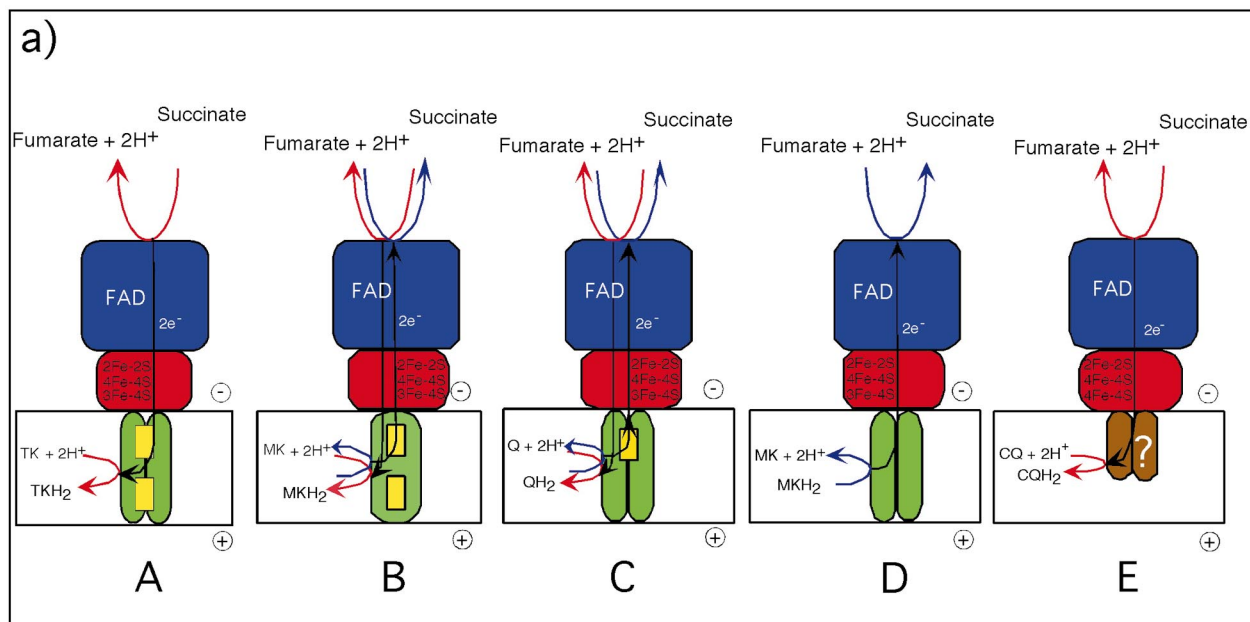 a)
Succinate
Fumarate + 2H+
FAD
2e-
2Fe-2S
4Fe-4S
3Fe-4S
-
TK + 2H+
TKH2
+
A
Succinate
Fumarate + 2H+
FAD
2e-
2Fe-2S
4Fe-4S
3Fe-4S
-
MK + 2H+
MKH2
+
B
Succinate
Fumarate + 2H+
FAD
2e-
2Fe-2S
4Fe-4S
3Fe-4S
-
Q + 2H+
QH2
+
C
Succinate
Fumarate + 2H+
FAD
2e-
2Fe-2S
4Fe-4S
3Fe-4S
-
MK + 2H+
MKH2
+
D
Succinate
Fumarate + 2H+
FAD
2e-
2Fe-2S
4Fe-4S
3Fe-4S
-
CQ + 2H+
CQH2
?
+
E